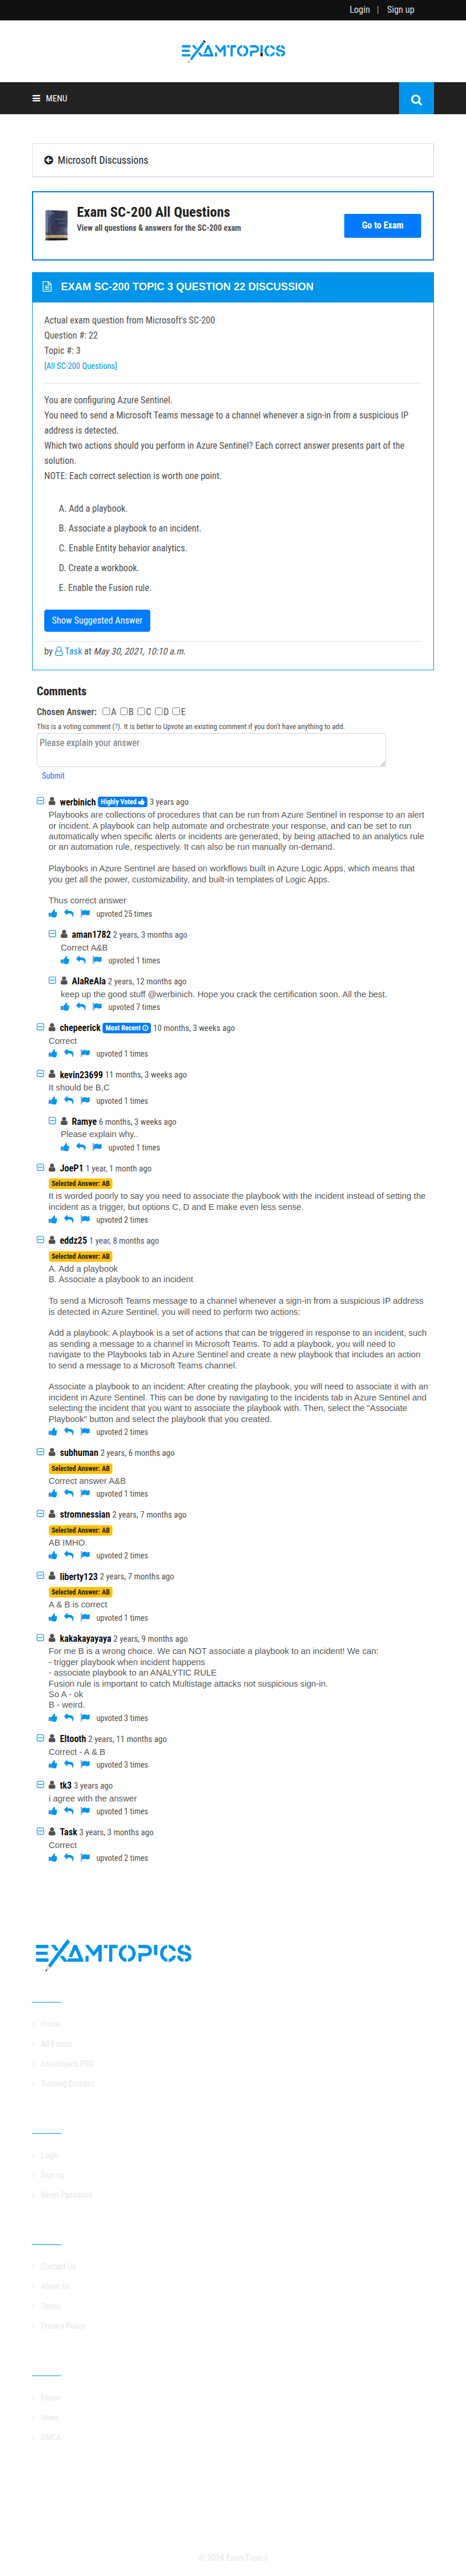 Login | Sign up
EXAMTOPICS
MENU
Microsoft Discussions
Exam SC-200 All Questions
View all questions & answers for the SC-200 exam
Go to Exam
EXAM SC-200 TOPIC 3 QUESTION 22 DISCUSSION
Actual exam question from Microsoft's SC-200
Question #: 22
Topic #: 3
[All SC-200 Questions]
You are configuring Azure Sentinel.
You need to send a Microsoft Teams message to a channel whenever a sign-in from a suspicious IP
address is detected.
Which two actions should you perform in Azure Sentinel? Each correct answer presents part of the
solution.
NOTE: Each correct selection is worth one point.
A. Add a playbook.
B. Associate a playbook to an incident.
C. Enable Entity behavior analytics.
D. Create a workbook.
E. Enable the Fusion rule.
Show Suggested Answer
by Task at May 30, 2021, 10:10 a.m.
Comments
Chosen Answer: A B C D E
This is a voting comment (?). It is better to Upvote an existing comment if you don't have anything to add.
Please explain your answer
Submit
werbinich Highly Voted 3 years ago
Playbooks are collections of procedures that can be run from Azure Sentinel in response to an alert
or incident. A playbook can help automate and orchestrate your response, and can be set to run
automatically when specific alerts or incidents are generated, by being attached to an analytics rule
or an automation rule, respectively. It can also be run manually on-demand.
Playbooks in Azure Sentinel are based on workflows built in Azure Logic Apps, which means that
you get all the power, customizability, and built-in templates of Logic Apps.
Thus correct answer
upvoted 25 times
aman1782 2 years, 3 months ago
Correct A&B
upvoted 1 times
AlaReAla 2 years, 12 months ago
keep up the good stuff @werbinich. Hope you crack the certification soon. All the best.
upvoted 7 times
chepeerick Most Recent 10 months, 3 weeks ago
Correct
upvoted 1 times
kevin23699 11 months, 3 weeks ago
It should be B,C
upvoted 1 times
Ramye 6 months, 3 weeks ago
Please explain why..
upvoted 1 times
JoeP1 1 year, 1 month ago
Selected Answer: AB
It is worded poorly to say you need to associate the playbook with the incident instead of setting the
incident as a trigger, but options C, D and E make even less sense.
upvoted 2 times
eddz25 1 year, 8 months ago
Selected Answer: AB
A. Add a playbook
B. Associate a playbook to an incident
To send a Microsoft Teams message to a channel whenever a sign-in from a suspicious IP address
is detected in Azure Sentinel, you will need to perform two actions:
Add a playbook: A playbook is a set of actions that can be triggered in response to an incident, such
as sending a message to a channel in Microsoft Teams. To add a playbook, you will need to
navigate to the Playbooks tab in Azure Sentinel and create a new playbook that includes an action
to send a message to a Microsoft Teams channel.
Associate a playbook to an incident: After creating the playbook, you will need to associate it with an
incident in Azure Sentinel. This can be done by navigating to the Incidents tab in Azure Sentinel and
selecting the incident that you want to associate the playbook with. Then, select the "Associate
Playbook" button and select the playbook that you created.
upvoted 2 times
subhuman 2 years, 6 months ago
Selected Answer: AB
Correct answer A&B
upvoted 1 times
stromnessian 2 years, 7 months ago
Selected Answer: AB
AB IMHO.
upvoted 2 times
liberty123 2 years, 7 months ago
Selected Answer: AB
A & B is correct
upvoted 1 times
kakakayayaya 2 years, 9 months ago
For me B is a wrong choice. We can NOT associate a playbook to an incident! We can:
- trigger playbook when incident happens
- associate playbook to an ANALYTIC RULE
Fusion rule is important to catch Multistage attacks not suspicious sign-in.
So A - ok
B - weird.
upvoted 3 times
Eltooth 2 years, 11 months ago
Correct - A & B
upvoted 3 times
tk3 3 years ago
i agree with the answer
upvoted 1 times
Task 3 years, 3 months ago
Correct
upvoted 2 times
EXAMTOPICS
Home
All Exams
Examtopics PRO
Training Courses
Login
Sign up
Reset Password
Contact Us
About Us
Terms
Privacy Policy
Forum
News
DMCA
© 2024 ExamTopics